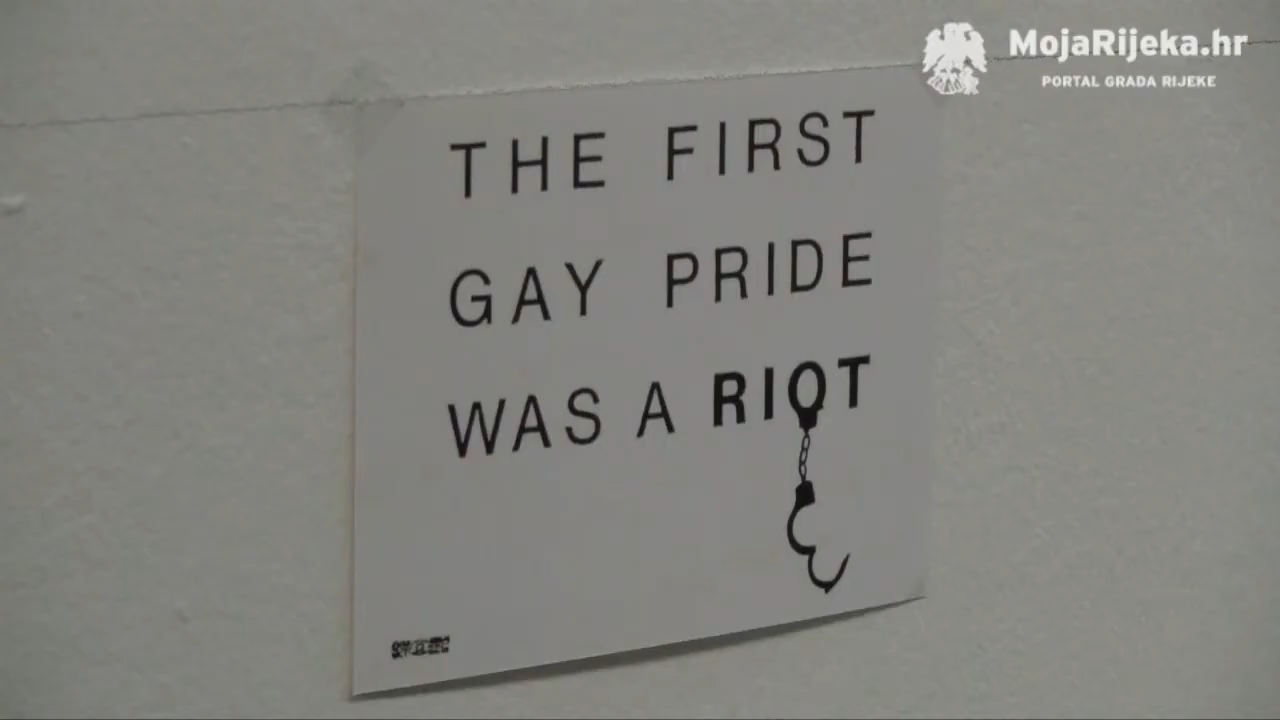 MojaRijeka.hr
PORTAL GRADA RIJEKE
THE FIRST
GAY PRIDE
WAS A RIOT